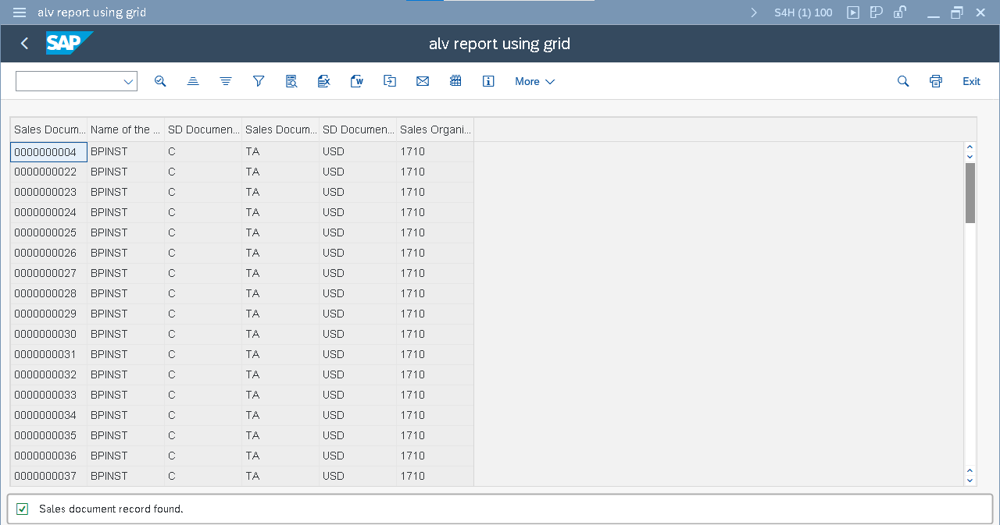 alv report using grid S4H (1) 100
SAP alv report using grid
More Exit
Sales Docum... Name of the ... SD Documen... Sales Docum... SD Documen... Sales Organi...
0000000004 BPINST C TA USD 1710
0000000022 BPINST C TA USD 1710
0000000023 BPINST C TA USD 1710
0000000024 BPINST C TA USD 1710
0000000025 BPINST C TA USD 1710
0000000026 BPINST C TA USD 1710
0000000027 BPINST C TA USD 1710
0000000028 BPINST C TA USD 1710
0000000029 BPINST C TA USD 1710
0000000030 BPINST C TA USD 1710
0000000031 BPINST C TA USD 1710
0000000032 BPINST C TA USD 1710
0000000033 BPINST C TA USD 1710
0000000034 BPINST C TA USD 1710
0000000035 BPINST C TA USD 1710
0000000036 BPINST C TA USD 1710
0000000037 BPINST C TA USD 1710
Sales document record found.